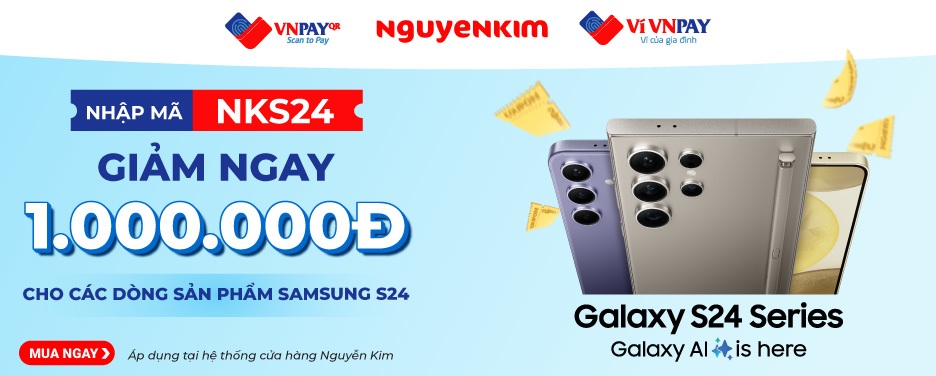 VNPAYQR
Scan to Pay
nguyenkim
Ví VNPAY
Ví của gia đình
NHẬP MÃ NKS24
GIẢM NGAY
1.000.000Đ
CHO CÁC DÒNG SẢN PHẨM SAMSUNG S24
MUA NGAY
Áp dụng tại hệ thống cửa hàng Nguyễn Kim
Galaxy S24 Series
Galaxy AI is here